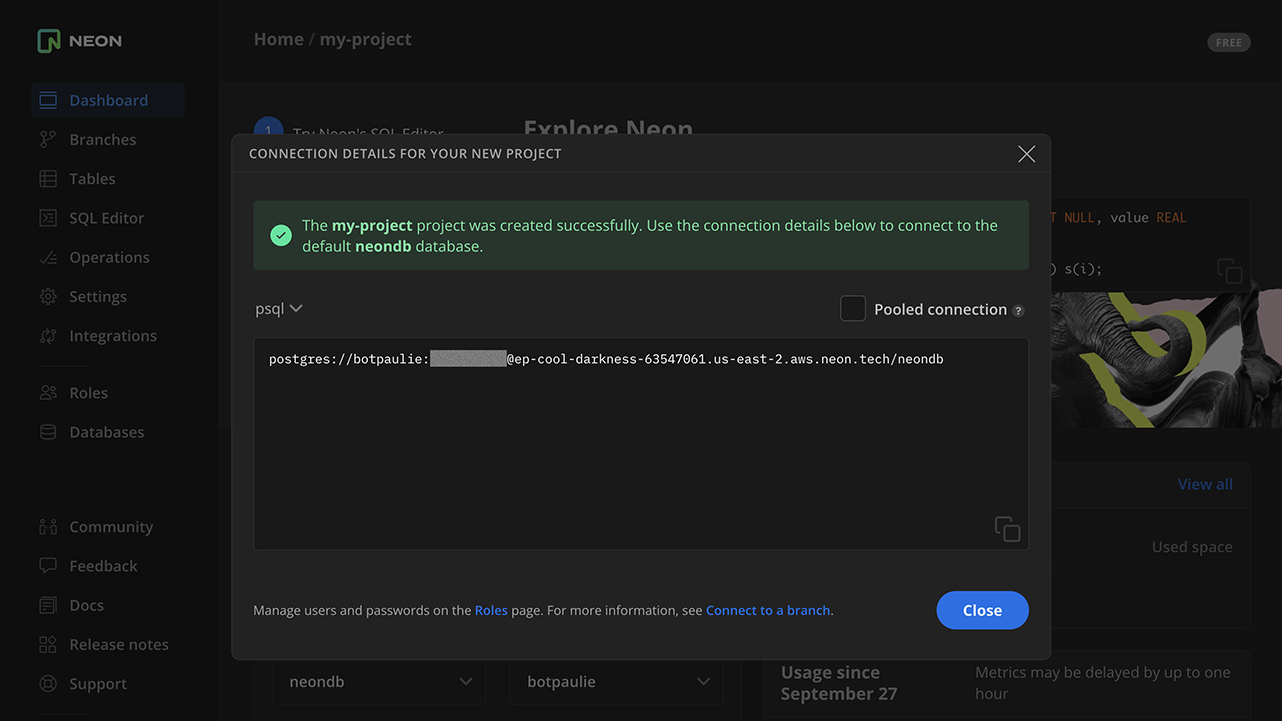 NEON
Home / my-project
FREE
Dashboard
Branches
Tables
SQL Editor
Operations
Settings
Integrations
Roles
Databases
Community
Feedback
Docs
Release notes
Support
1 Try Neon's SQL Editor
Explore Neon
CONNECTION DETAILS FOR YOUR NEW PROJECT
The my-project project was created successfully. Use the connection details below to connect to the
default neondb database.
psql
Pooled connection ?
postgres://botpaulie:
@ep-cool-darkness-63547061.us-east-2.aws.neon.tech/neondb
Manage users and passwords on the Roles page. For more information, see Connect to a branch.
Close
NULL, value REAL
) s(i);
View all
Used space
neondb
botpaulie
Usage since
September 27
Metrics may be delayed by up to one
hour